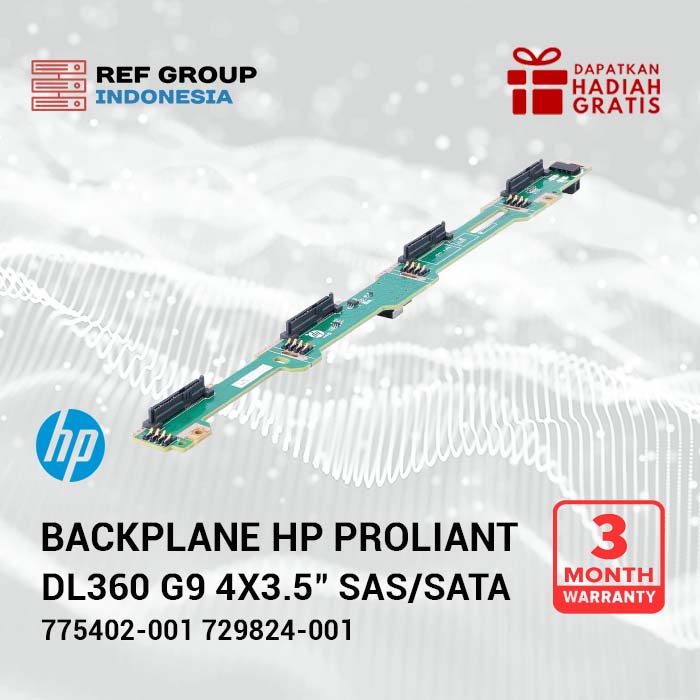 REF GROUP
INDONESIA
DAPATKAN
HADIAH
GRATIS
hp
hp
BACKPLANE HP PROLIANT
DL360 G9 4X3.5" SAS/SATA
775402-001 729824-001
3
MONTH
WARRANTY